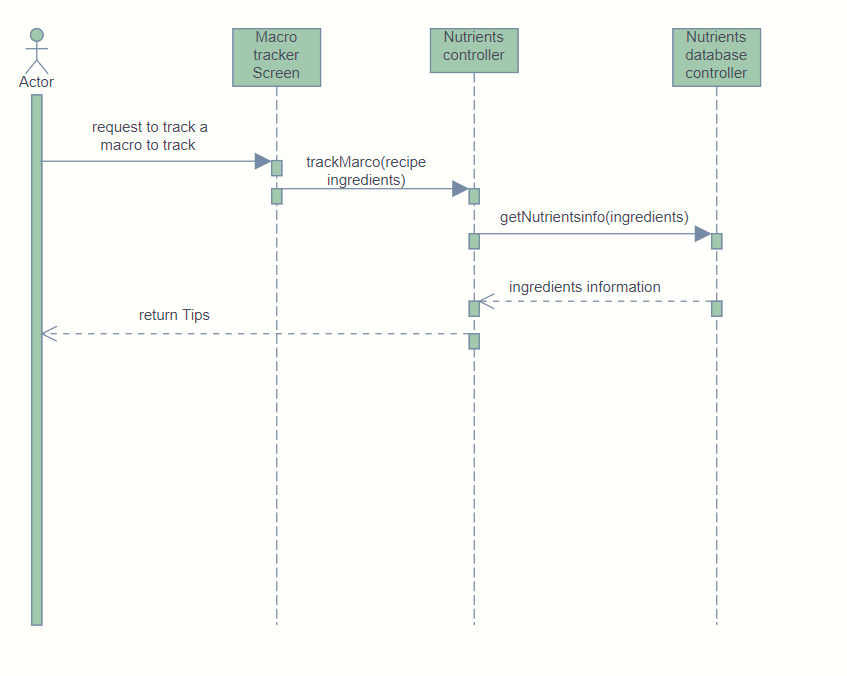 Actor
Macro
tracker
Screen
Nutrients
controller
Nutrients
database
controller
request to track a
macro to track
trackMarco(recipe
ingredients)
getNutrientsinfo(ingredients)
ingredients information
return Tips